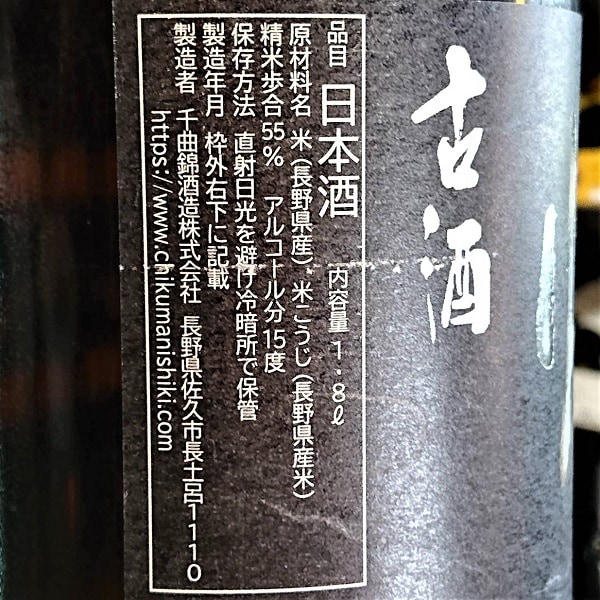 古酒
品目 日本酒 内容量 1.8ℓ
原材料名 米(長野県産) 米こうじ(長野県産米)
精米歩合 55% アルコール分 15度
保存方法 直射日光を避け冷暗所で保管
製造年月 枠外右下に記載
製造者 千曲錦酒造株式会社 長野県佐久市長土呂1110
https://www.chikumanishiki.com